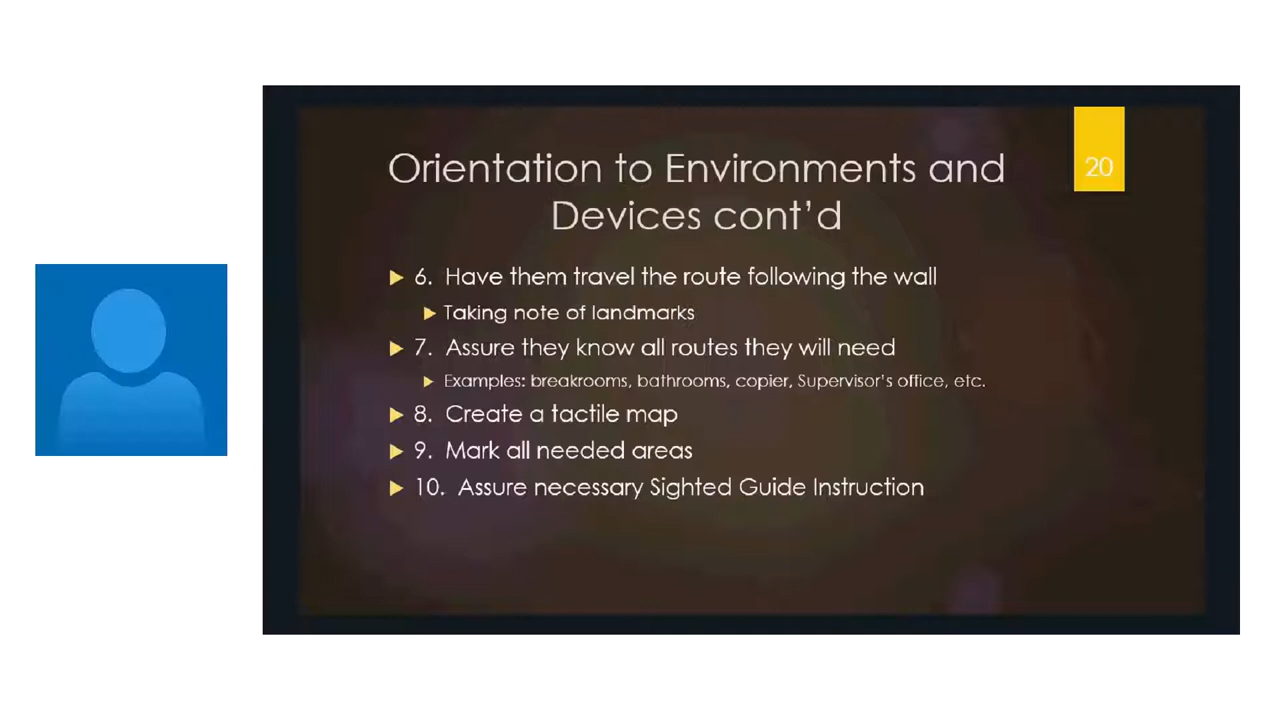 20
Orientation to Environments and
Devices cont'd
6. Have them travel the route following the wall
Taking note of landmarks
7. Assure they know all routes they will need
Examples: breakrooms, bathrooms, copier, Supervisor's office, etc.
8. Create a tactile map
9. Mark all needed areas
10. Assure necessary Sighted Guide Instruction